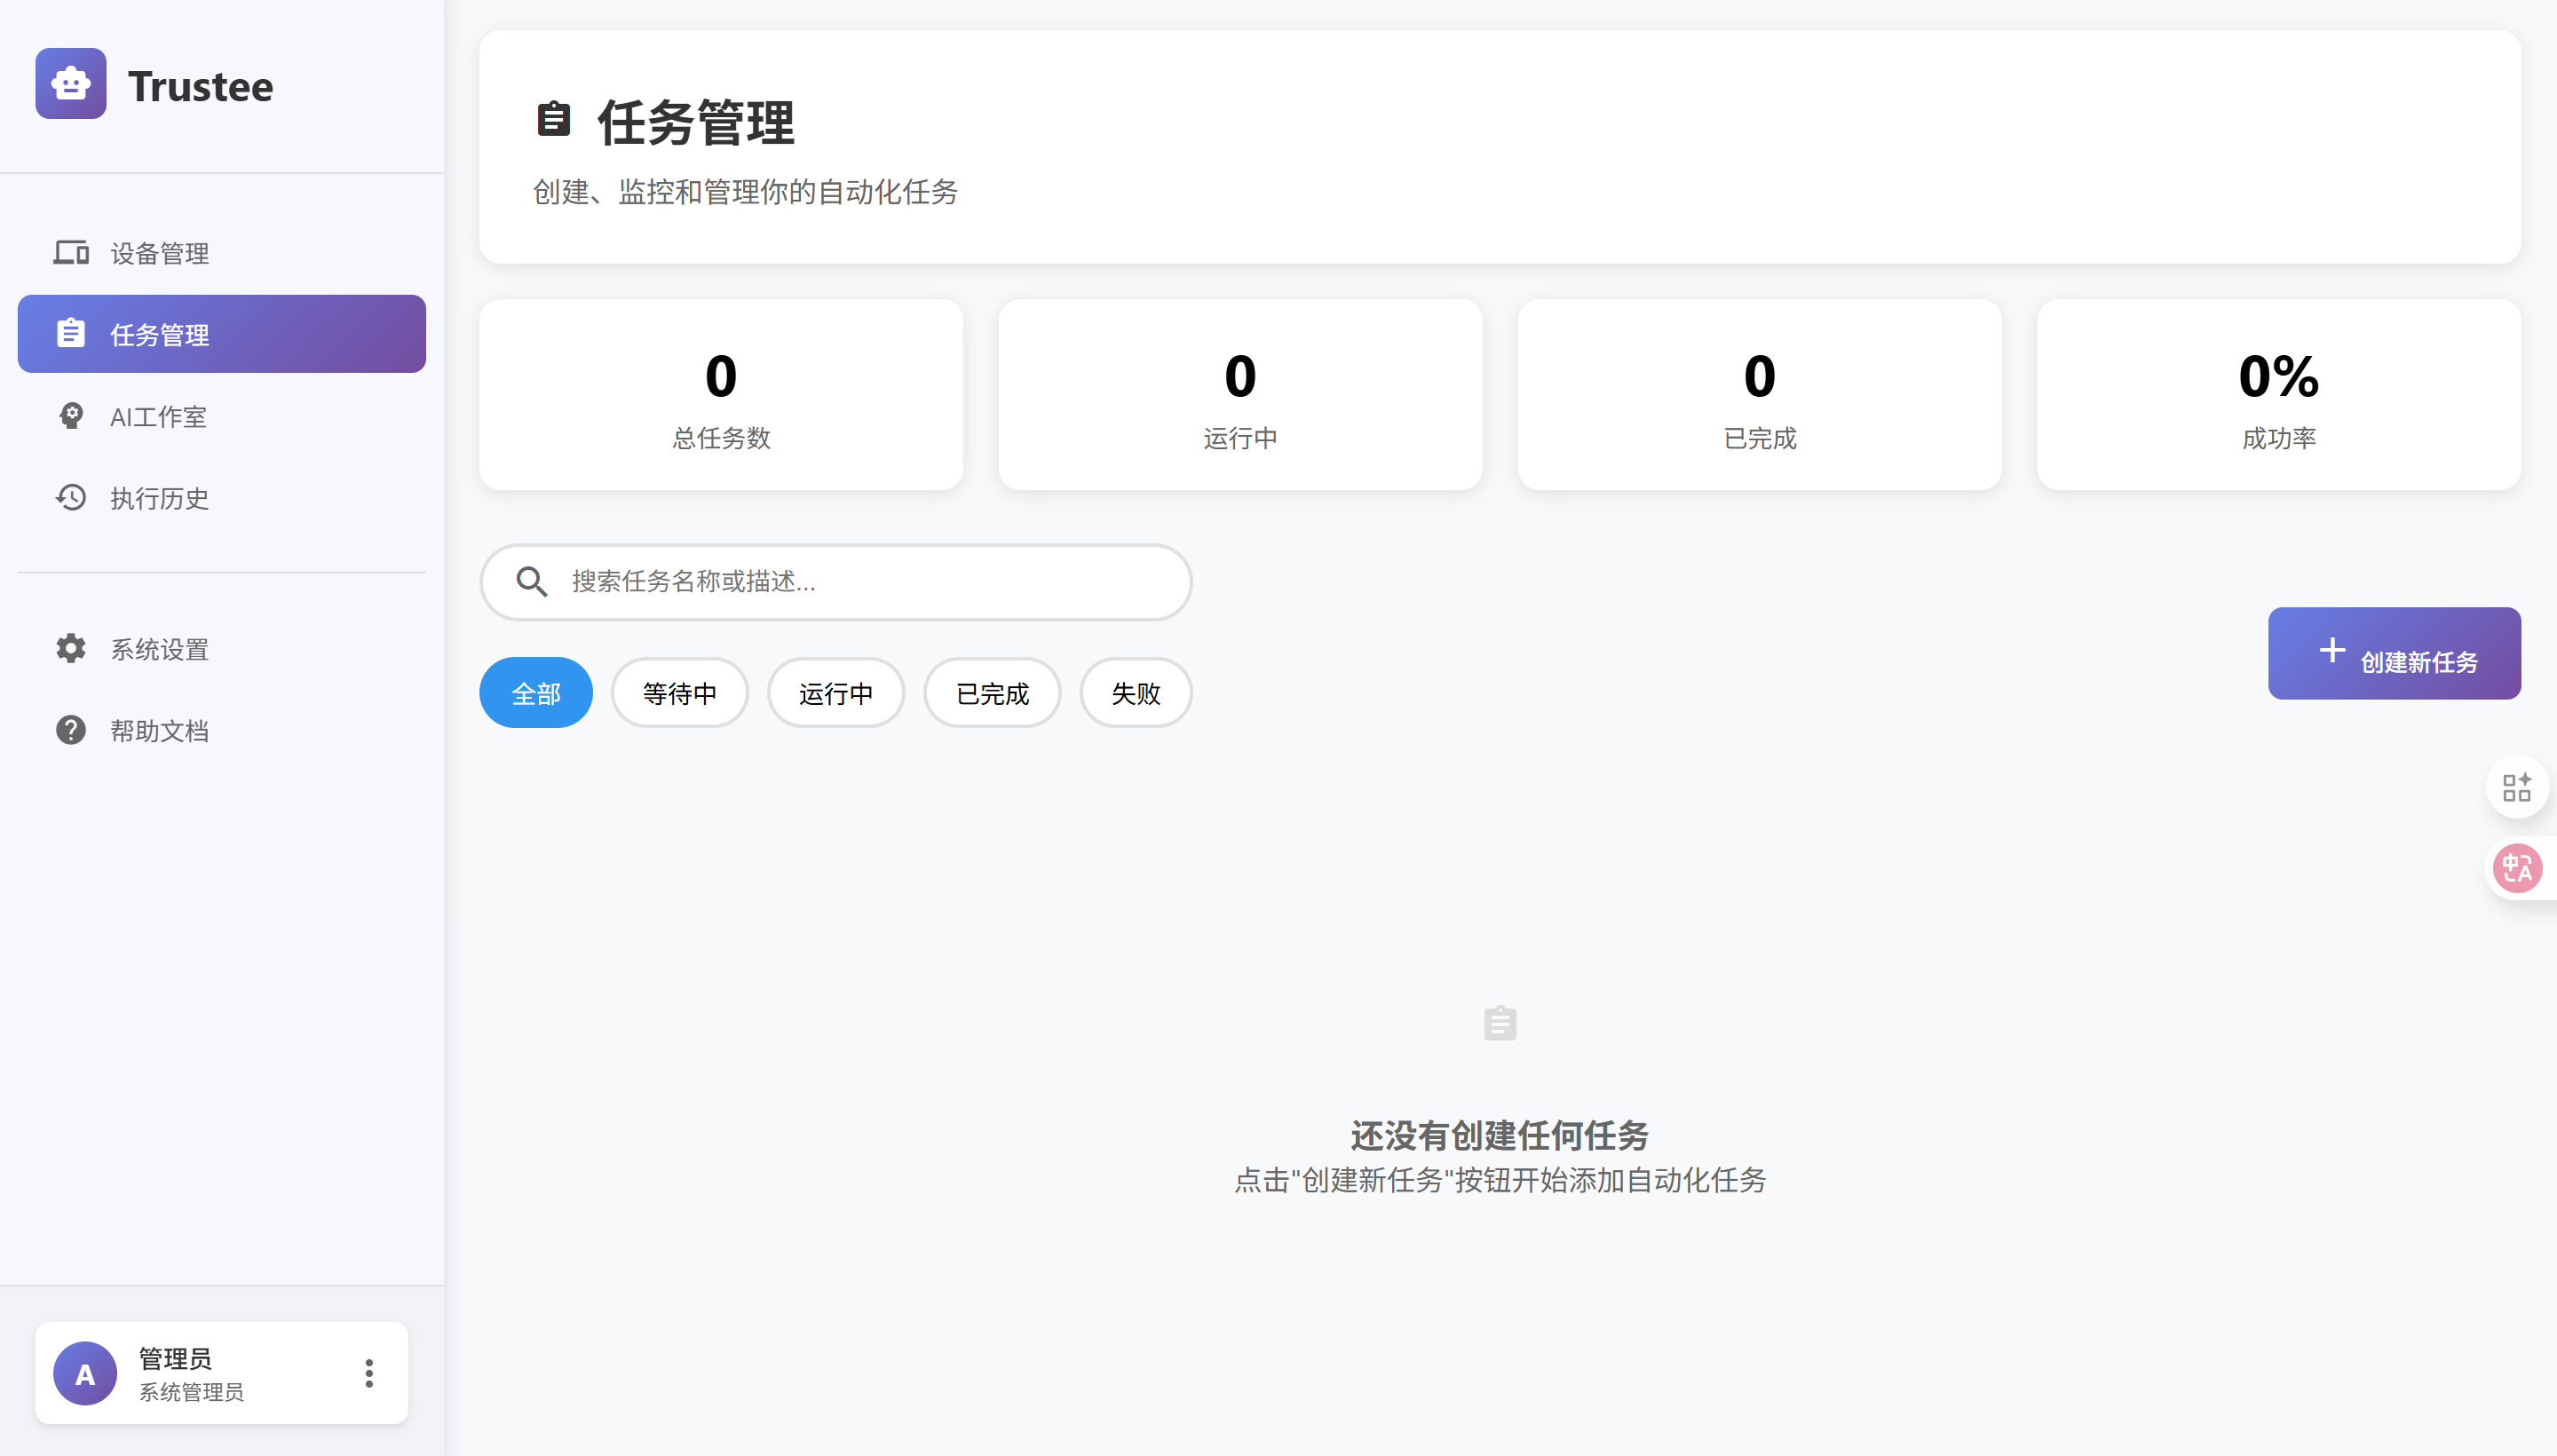 Trustee
设备管理
任务管理
AI工作室
执行历史
系统设置
帮助文档
A
管理员
系统管理员
任务管理
创建、监控和管理你的自动化任务
0
总任务数
0
运行中
0
已完成
0%
成功率
搜索任务名称或描述...
全部
等待中
运行中
已完成
失败
创建新任务
中A
还没有创建任何任务
点击"创建新任务"按钮开始添加自动化任务